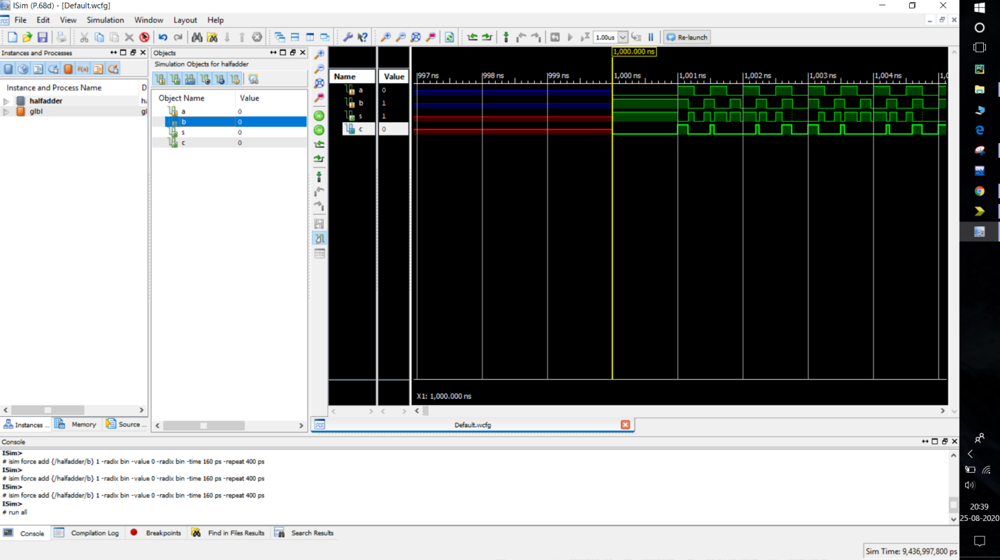 ISim (P.68d) - [Default.wcfg]
File Edit View Simulation Window Layout Help
1.00us
Re-launch
Instances and Processes
Instance and Process Name D
halfadder h
glbl gl
Instances ... Memory Source ...
Objects
Simulation Objects for halfadder
Object Name Value
a 0
b 0
s 0
c 0
Name Value
a 0
b 1
s 1
c 0
1,000.000 ns
997 ns 998 ns 999 ns 1,000 ns 1,001 ns 1,002 ns 1,003 ns 1,004 ns 1,0
X1: 1,000.000 ns
Default.wcfg
Console
ISim>
# isim force add {/halfadder/b} 1 -radix bin -value 0 -radix bin -time 160 ps -repeat 400 ps
ISim>
# isim force add {/halfadder/b} 1 -radix bin -value 0 -radix bin -time 160 ps -repeat 400 ps
ISim>
# isim force add {/halfadder/b} 1 -radix bin -value 0 -radix bin -time 160 ps -repeat 400 ps
ISim>
# run all
Console Compilation Log Breakpoints Find in Files Results Search Results
Sim Time: 9,436,997,800 ps
20:39
25-08-2020